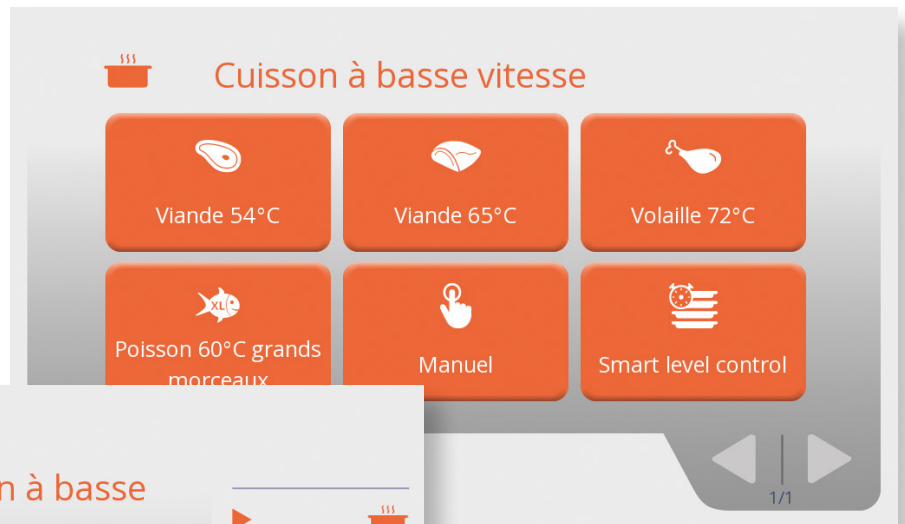 Cuisson à basse vitesse
Viande 54°C
Viande 65°C
Volaille 72°C
XL
Poisson 60°C grands
morceaux
Manuel
Smart level control
1/1
n à basse